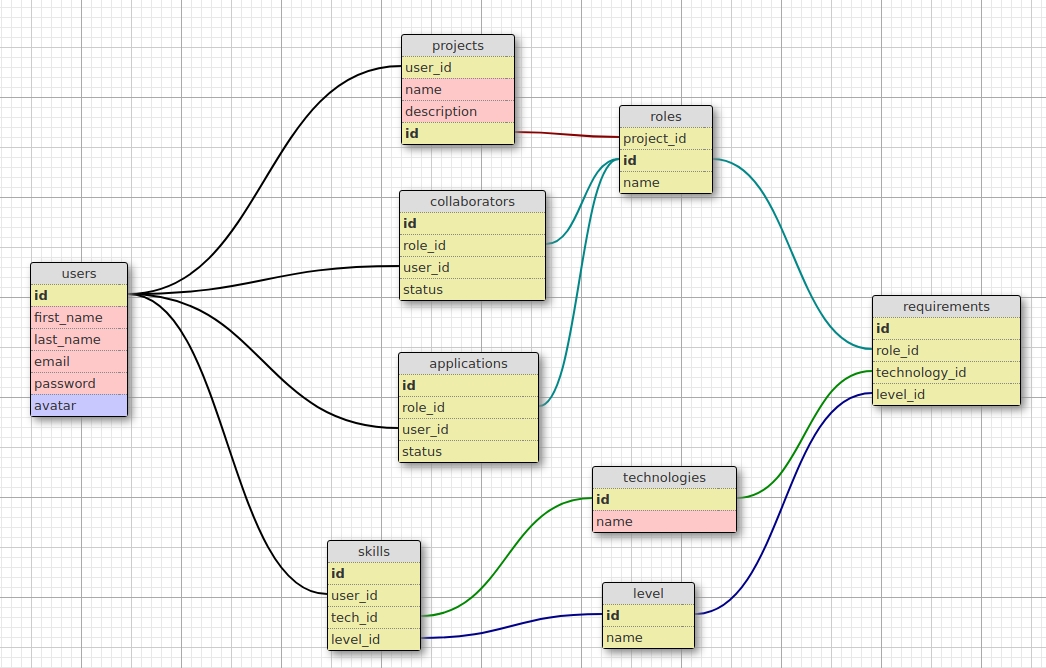 projects
user_id
name
description
id
roles
project_id
id
name
collaborators
id
role_id
user_id
status
users
id
first_name
last_name
email
password
avatar
requirements
id
role_id
technology_id
level_id
applications
id
role_id
user_id
status
technologies
id
name
skills
id
user_id
tech_id
level_id
level
id
name